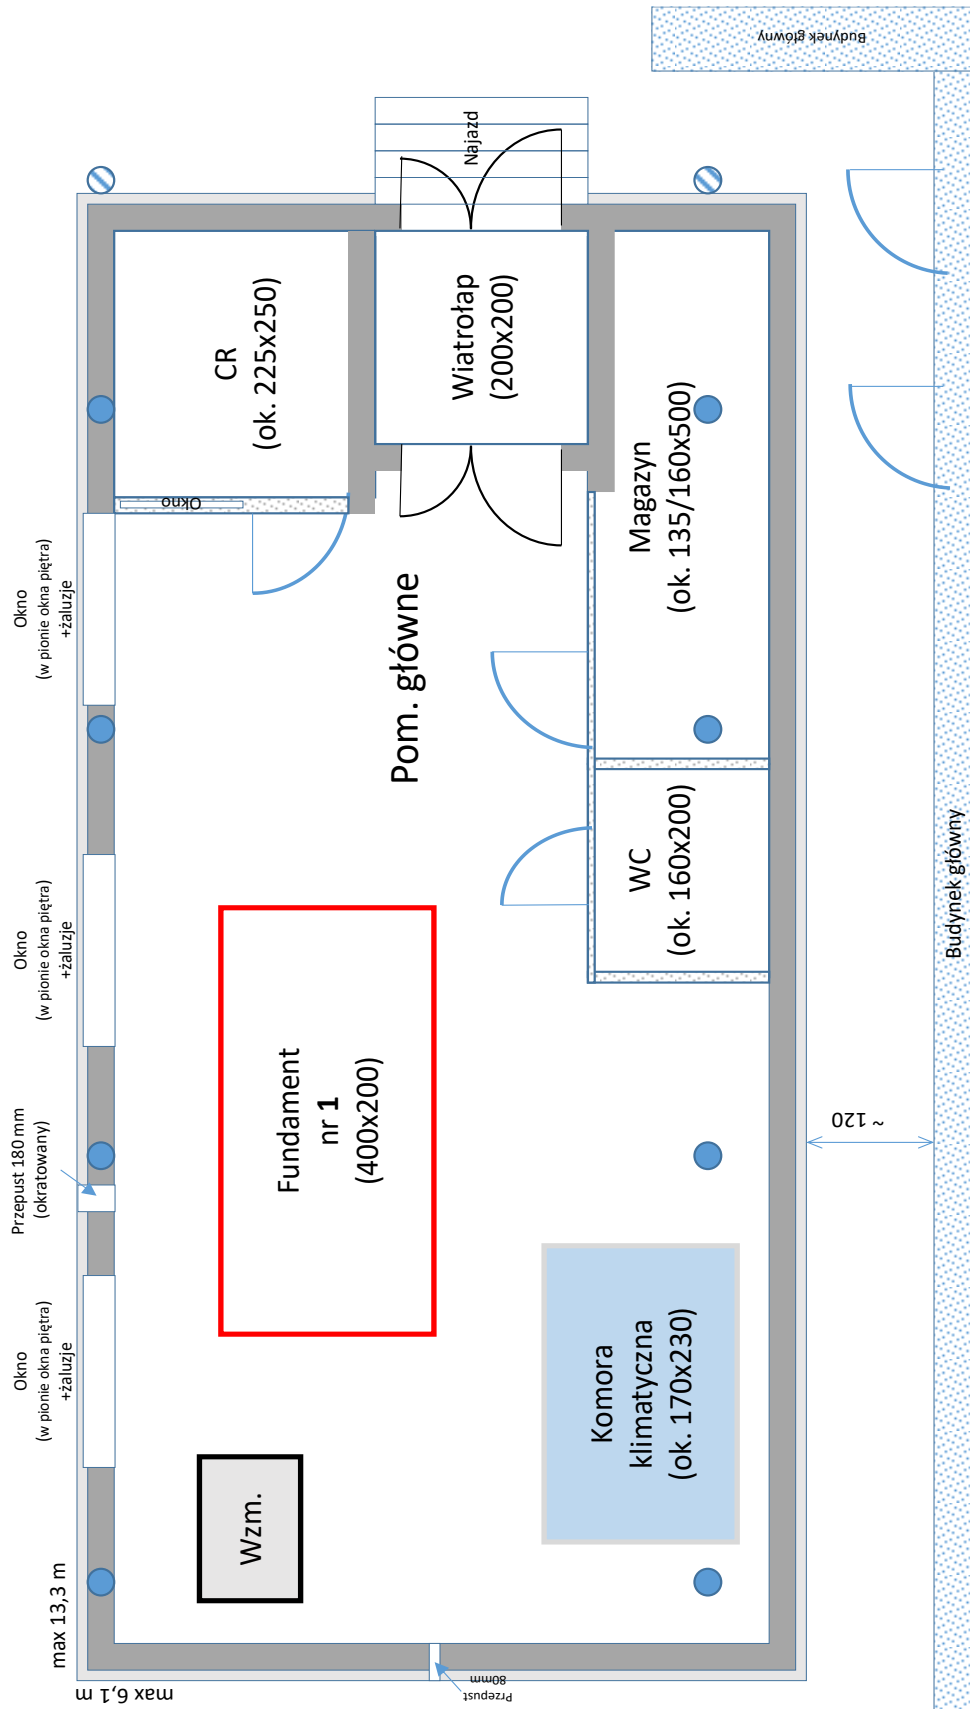 Budynek główny
Najazd
CR
(ok. 225x250)
Wiatrołap
(200x200)
Magazyn
(ok. 135/160x500)
Okno
Okno
(w pionie okna piętra)
+żaluzje
Pom. główne
WC
(ok. 160x200)
Okno
(w pionie okna piętra)
+żaluzje
Fundament
nr 1
(400x200)
Przepust 180 mm
(okratowany)
Budynek główny
~ 120
Okno
(w pionie okna piętra)
+żaluzje
Komora
klimatyczna
(ok. 170x230)
Wzm.
max 13,3 m
max 6,1 m
Przepust
80mm